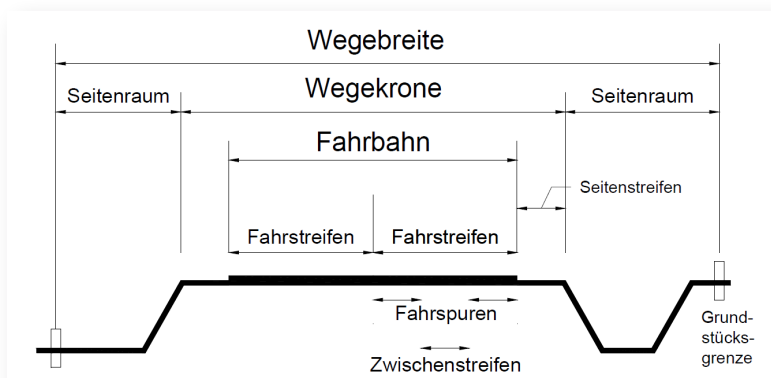 Wegebreite
Seitenraum
Wegekrone
Seitenraum
Fahrbahn
Seitenstreifen
Fahrstreifen
Fahrstreifen
Fahrspuren
Zwischenstreifen
Grund-
stücks-
grenze